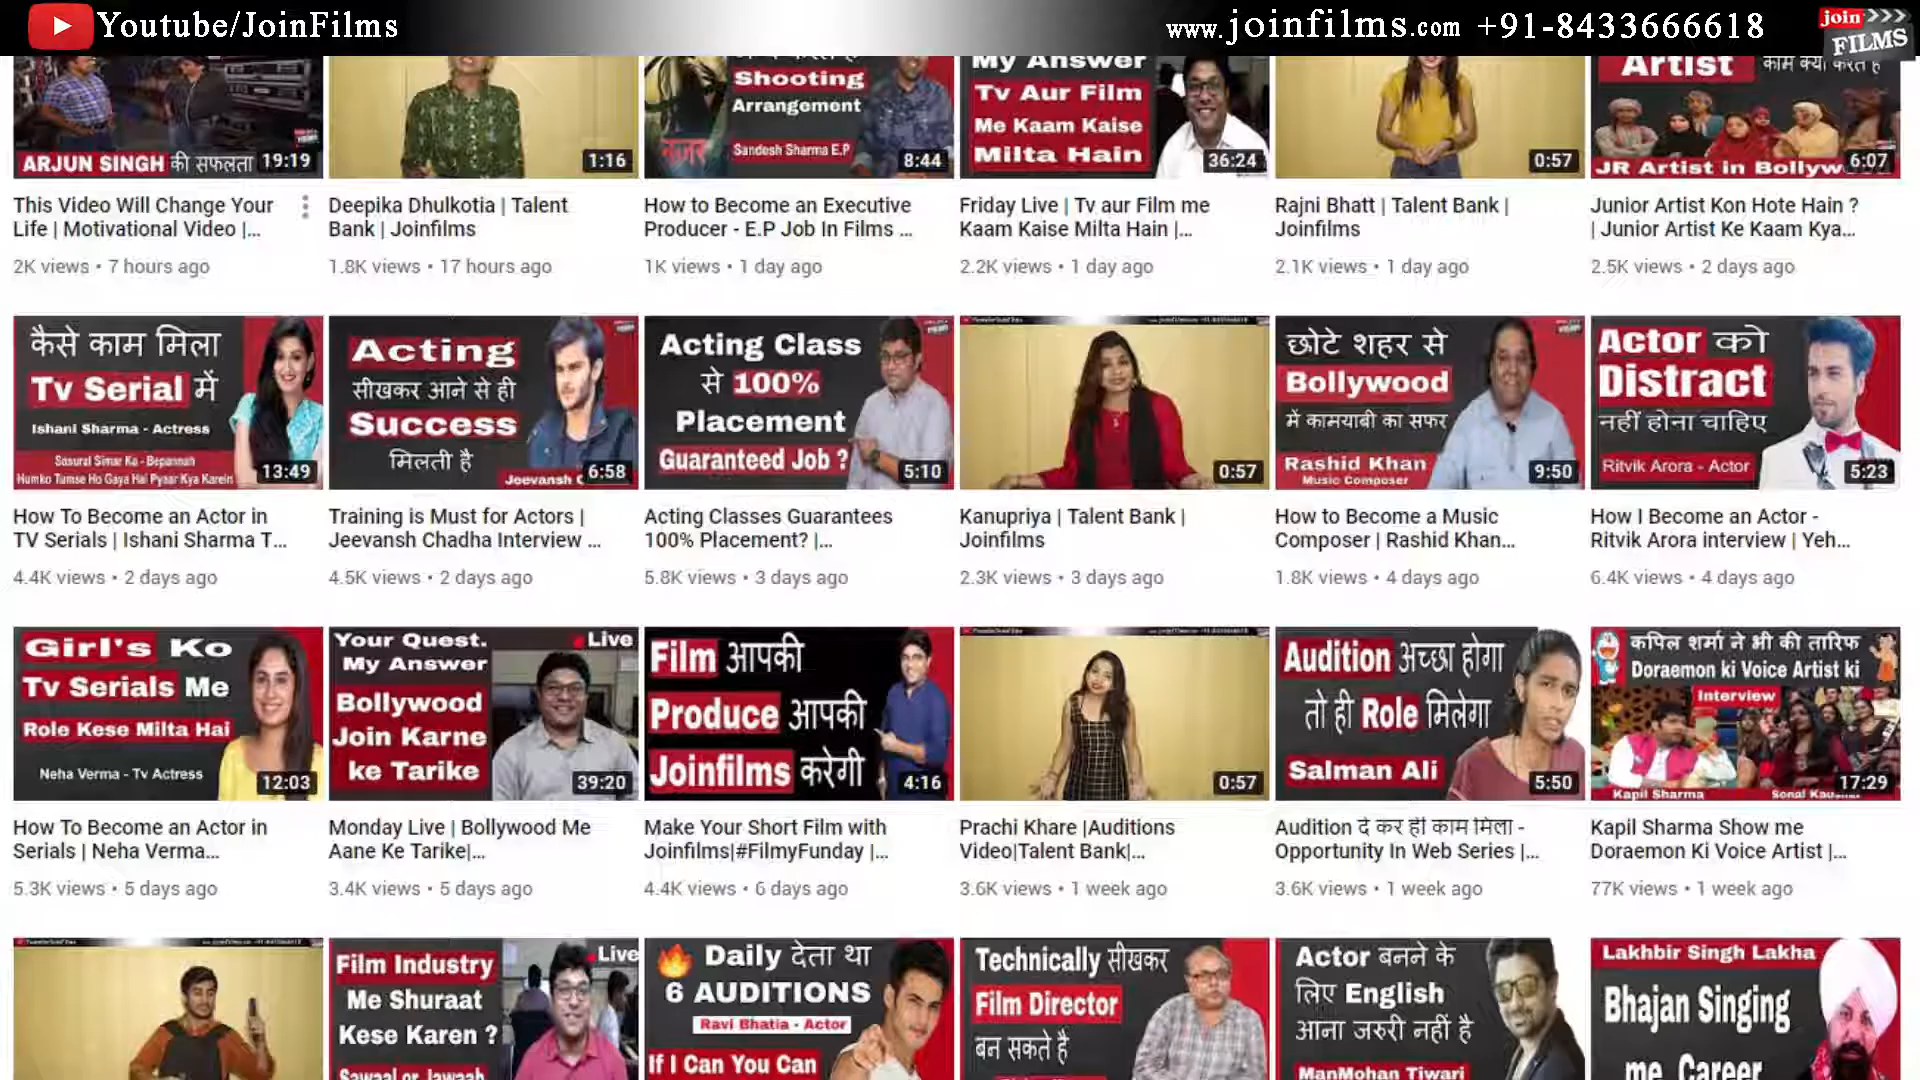 Youtube/JoinFilms
www.joinfilms.com +91-8433666618
join
FILMS
ARJUN SINGH की सफलता
19:19
1:16
Shooting
Arrangement
नजर
Sandesh Sharma E.P
8:44
My Answer
Tv Aur Film
Me Kaam Kaise
Milta Hain
36:24
0:57
Artist काम क्या करते है
JR Artist in Bollyw
6:07
This Video Will Change Your
Life | Motivational Video |...
2K views • 7 hours ago
Deepika Dhulkotia | Talent
Bank | Joinfilms
1.8K views • 17 hours ago
How to Become an Executive
Producer - E.P Job In Films ...
1K views • 1 day ago
Friday Live | Tv aur Film me
Kaam Kaise Milta Hain |...
2.2K views • 1 day ago
Rajni Bhatt | Talent Bank |
Joinfilms
2.1K views • 1 day ago
Junior Artist Kon Hote Hain ?
| Junior Artist Ke Kaam Kya...
2.5K views • 2 days ago
कैसे काम मिला
Tv Serial में
Ishani Sharma - Actress
Sasural Simar Ka - Bepannah
Humko Tumse Ho Gaya Hai Pyaar Kya Karein
13:49
Acting
सीखकर आने से ही
Success
मिलती है
Jeevansh C
6:58
Acting Class
से 100%
Placement
Guaranteed Job ?
5:10
0:57
छोटे शहर से
Bollywood
में कामयाबी का सफर
Rashid Khan
Music Composer
9:50
Actor को
Distract
नहीं होना चाहिए
Ritvik Arora - Actor
5:23
How To Become an Actor in
TV Serials | Ishani Sharma T...
4.4K views • 2 days ago
Training is Must for Actors |
Jeevansh Chadha Interview ...
4.5K views • 2 days ago
Acting Classes Guarantees
100% Placement? |...
5.8K views • 3 days ago
Kanupriya | Talent Bank |
Joinfilms
2.3K views • 3 days ago
How to Become a Music
Composer | Rashid Khan...
1.8K views • 4 days ago
How I Become an Actor -
Ritvik Arora interview | Yeh...
6.4K views • 4 days ago
Girl's Ko
Tv Serials Me
Role Kese Milta Hai
Neha Verma - Tv Actress
12:03
Your Quest.
My Answer
Live
Bollywood
Join Karne
ke Tarike
39:20
Film आपकी
Produce आपकी
Joinfilms करेगी
4:16
0:57
Audition अच्छा होगा
तो ही Role मिलेगा
Salman Ali
5:50
कपिल शर्मा ने भी की तारिफ
Doraemon ki Voice Artist ki
Interview
Kapil Sharma
17:29
How To Become an Actor in
Serials | Neha Verma...
5.3K views • 5 days ago
Monday Live | Bollywood Me
Aane Ke Tarike|...
3.4K views • 5 days ago
Make Your Short Film with
Joinfilms|#FilmyFunday |...
4.4K views • 6 days ago
Prachi Khare |Auditions
Video|Talent Bank|...
3.6K views • 1 week ago
Audition दे कर ही काम मिला -
Opportunity In Web Series |...
3.6K views • 1 week ago
Kapil Sharma Show me
Doraemon Ki Voice Artist |...
77K views • 1 week ago
Film Industry
Live
Me Shuraat
Kese Karen ?
Sawaal or Jawaab
Daily देता था
6 AUDITIONS
Ravi Bhatia - Actor
If I Can You Can
Technically सीखकर
Film Director
बन सकते है
Actor बनने के
लिए English
आना जरुरी नहीं है
ManMohan Tiwari
Lakhbir Singh Lakha
Bhajan Singing
me Career